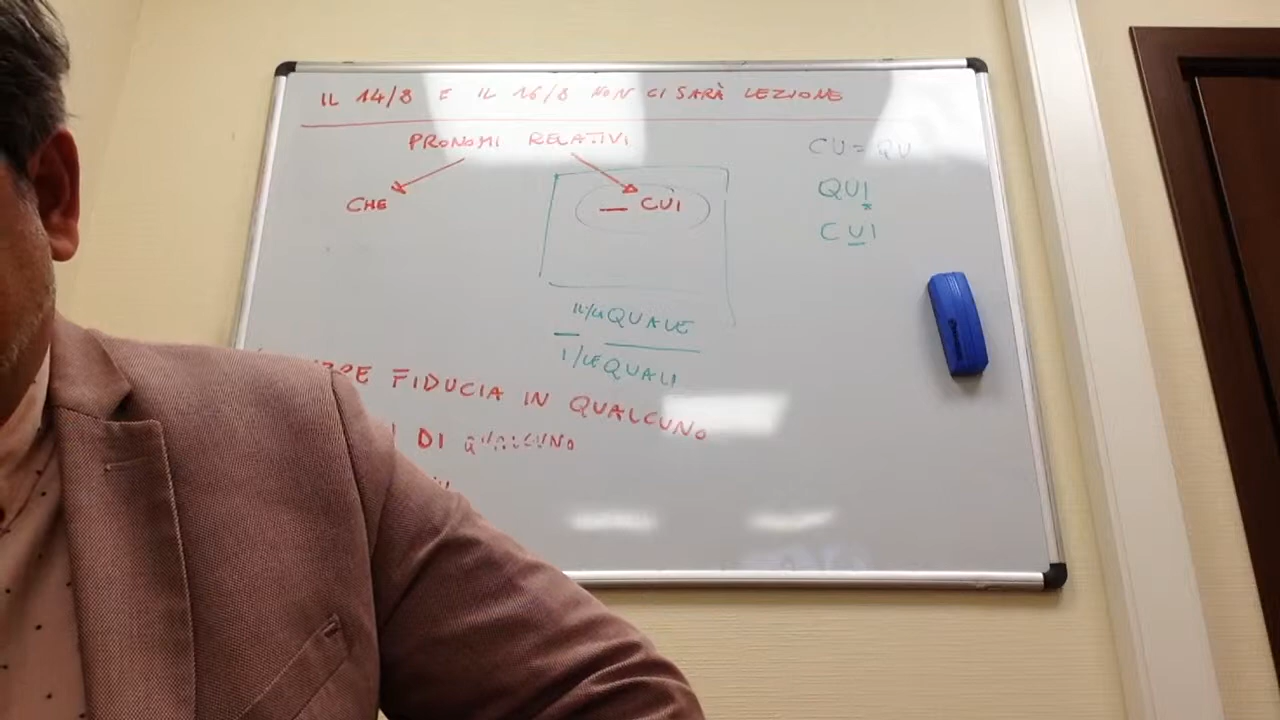 IL 14/8 E IL 16/8 NON CI SARÀ LEZIONE
PRONOMI RELATIVI
CU = QU
QUI
CHE
__ CUI
CUI
IL/LA QUALE
I/LE QUALI
FIDUCIA IN QUALCUNO
DI QUALCUNO